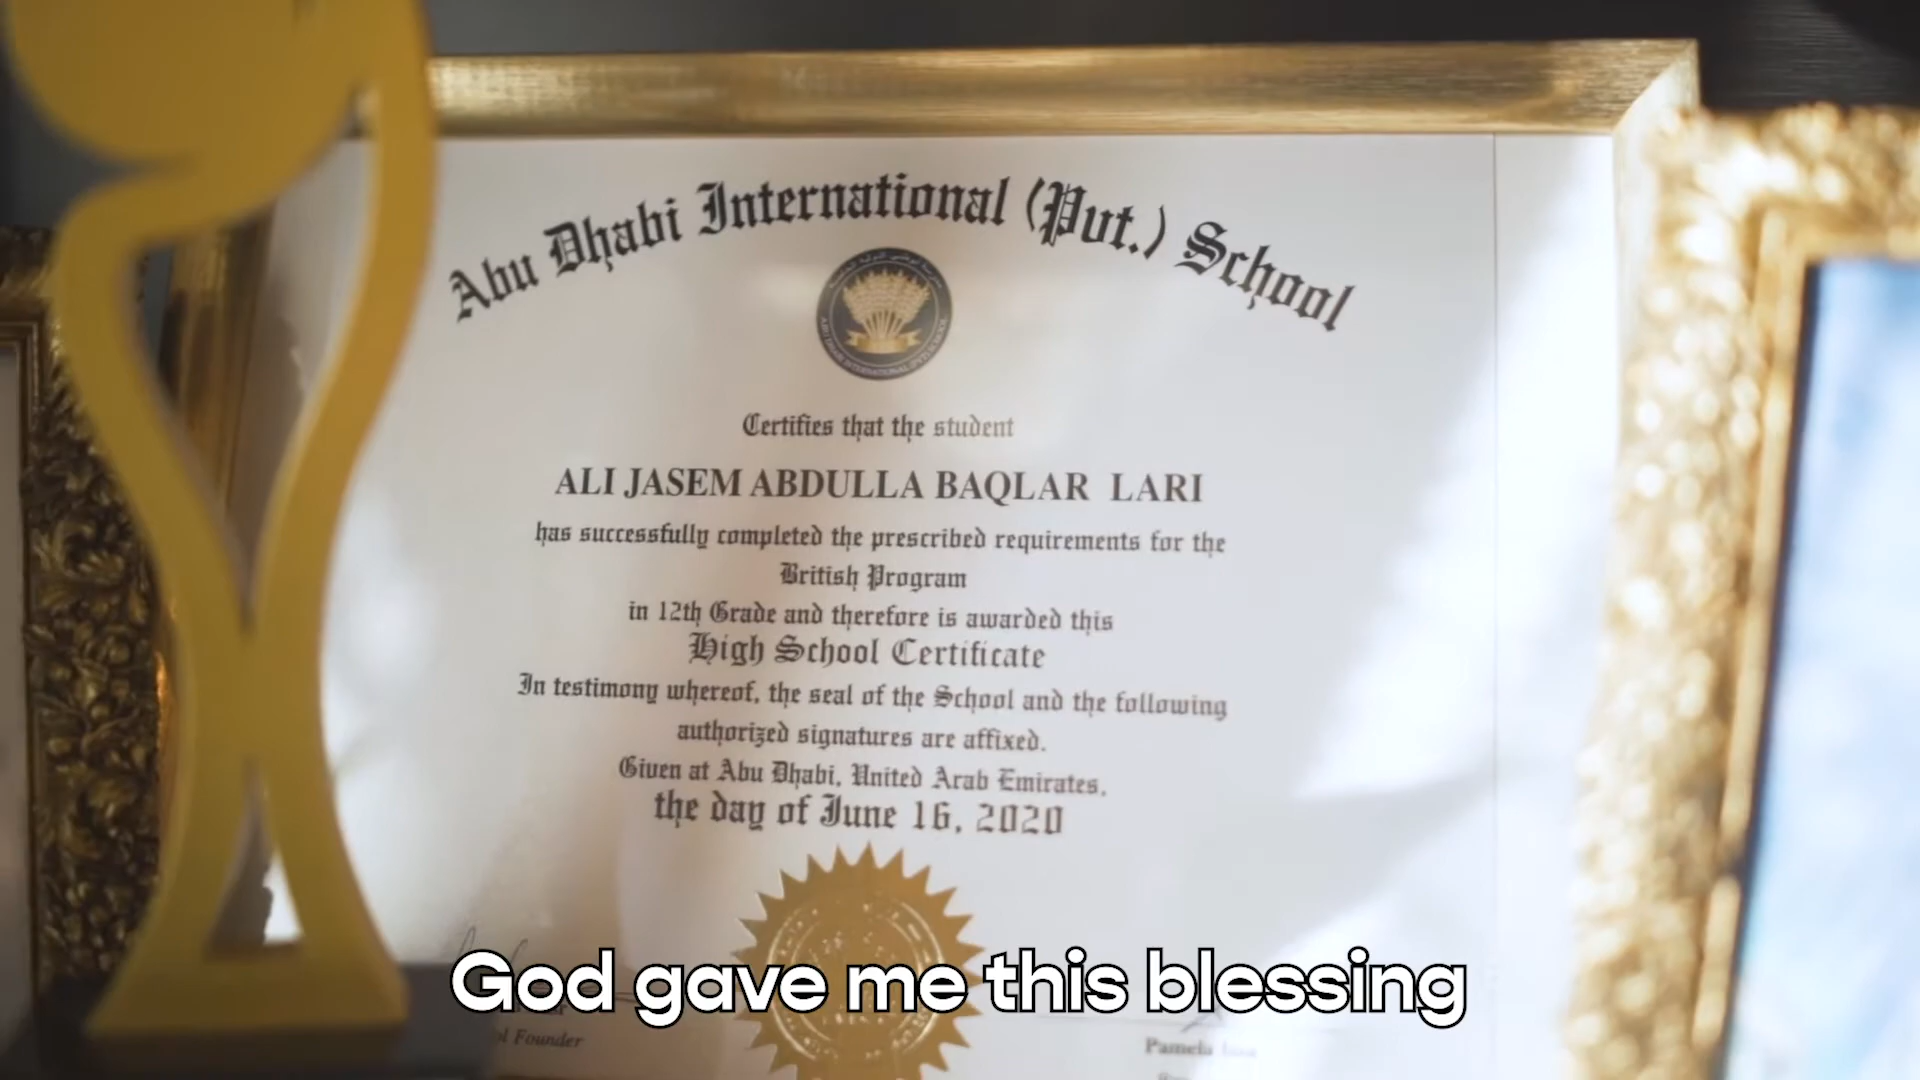 Abu Dhabi International (Pvt.) School
Certifies that the student
ALI JASEM ABDULLA BAQLAR LARI
has successfully completed the prescribed requirements for the
British Program
in 12th Grade and therefore is awarded this
High School Certificate
In testimony whereof, the seal of the School and the following
authorized signatures are affixed.
Given at Abu Dhabi, United Arab Emirates,
the day of June 16, 2020
God gave me this blessing
Founder
Pamela